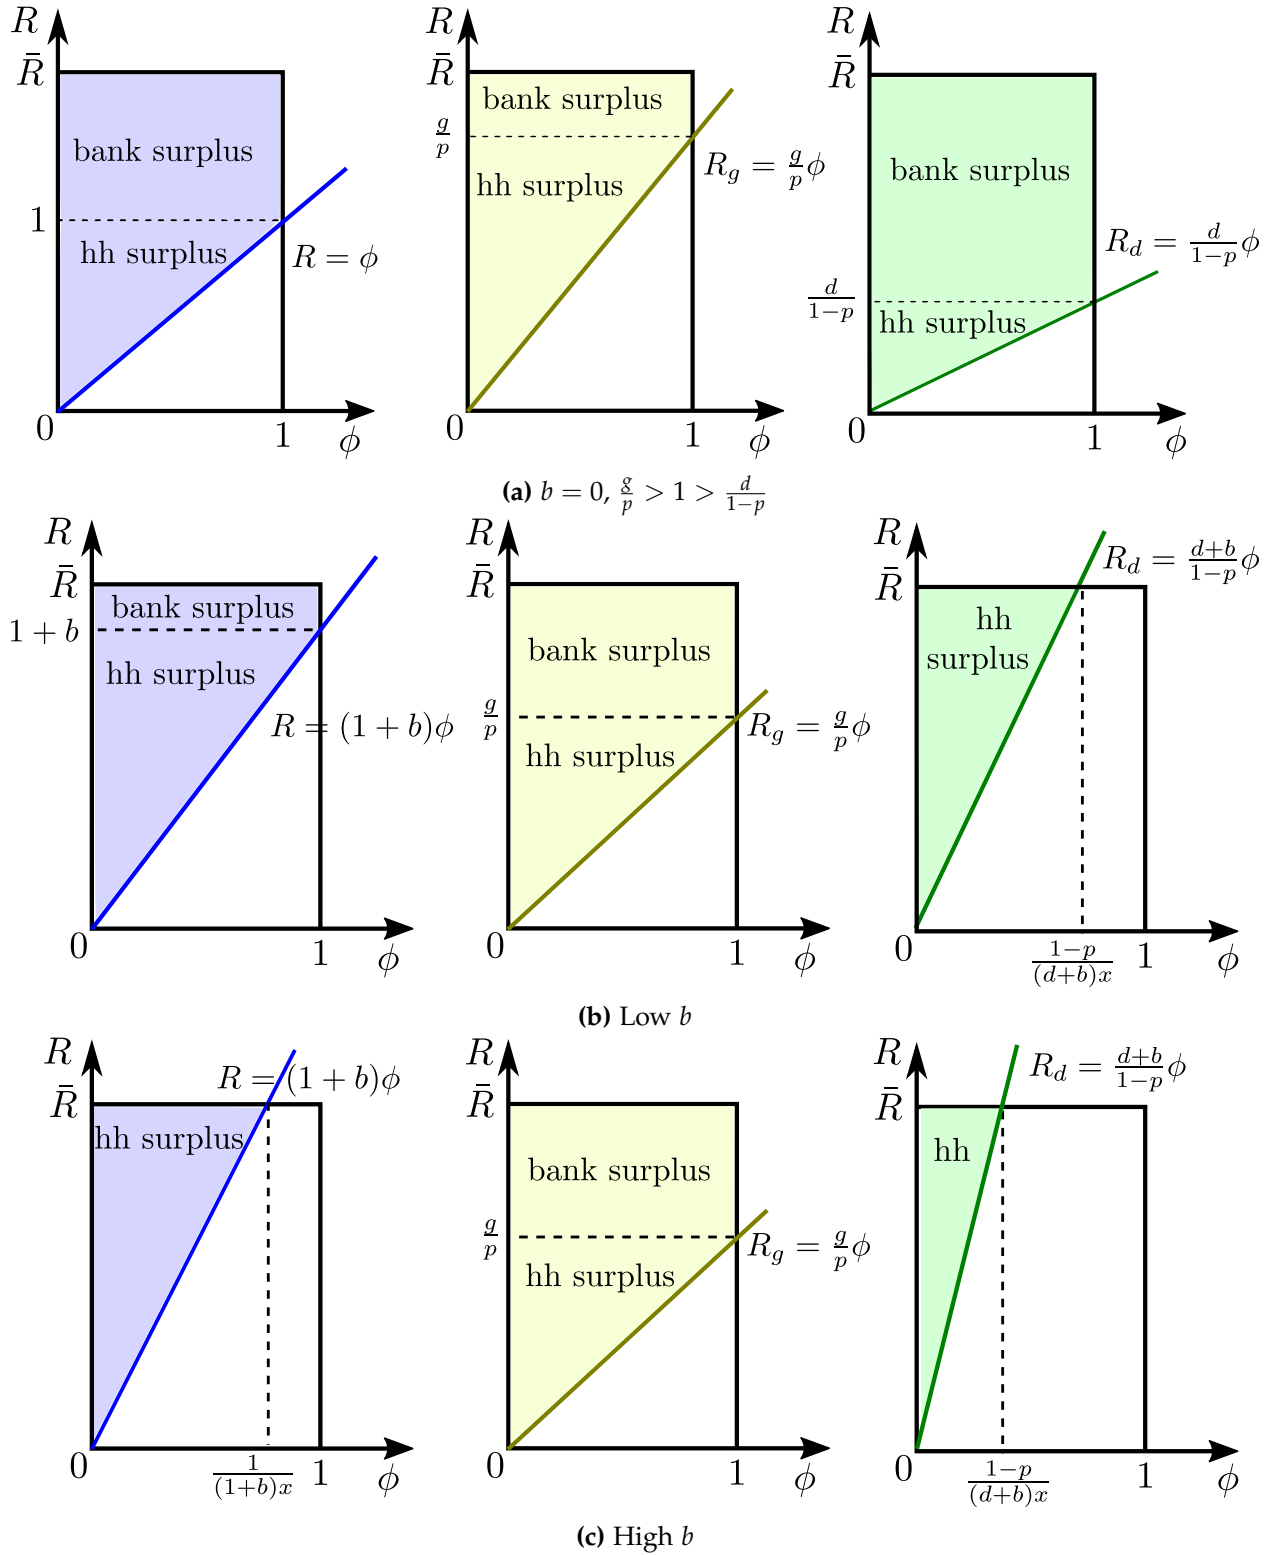 R
R̄
bank surplus
1
hh surplus
R = ϕ
0
1
ϕ
R
R̄
bank surplus
g/p
hh surplus
R_g = g/p ϕ
0
1
ϕ
R
R̄
bank surplus
R_d = d/(1−p) ϕ
d/(1−p)
hh surplus
0
1
ϕ
(a) b = 0, g/p > 1 > d/(1−p)
R
R̄
bank surplus
1 + b
hh surplus
R = (1 + b)ϕ
0
1
ϕ
R
R̄
bank surplus
g/p
hh surplus
R_g = g/p ϕ
0
1
ϕ
R
R̄
R_d = (d+b)/(1−p) ϕ
hh
surplus
0
(1−p)/((d+b)x)
1
ϕ
(b) Low b
R
R̄
R = (1 + b)ϕ
hh surplus
0
1/((1+b)x)
1
ϕ
R
R̄
bank surplus
g/p
hh surplus
R_g = g/p ϕ
0
1
ϕ
R
R̄
R_d = (d+b)/(1−p) ϕ
hh
0
(1−p)/((d+b)x)
1
ϕ
(c) High b